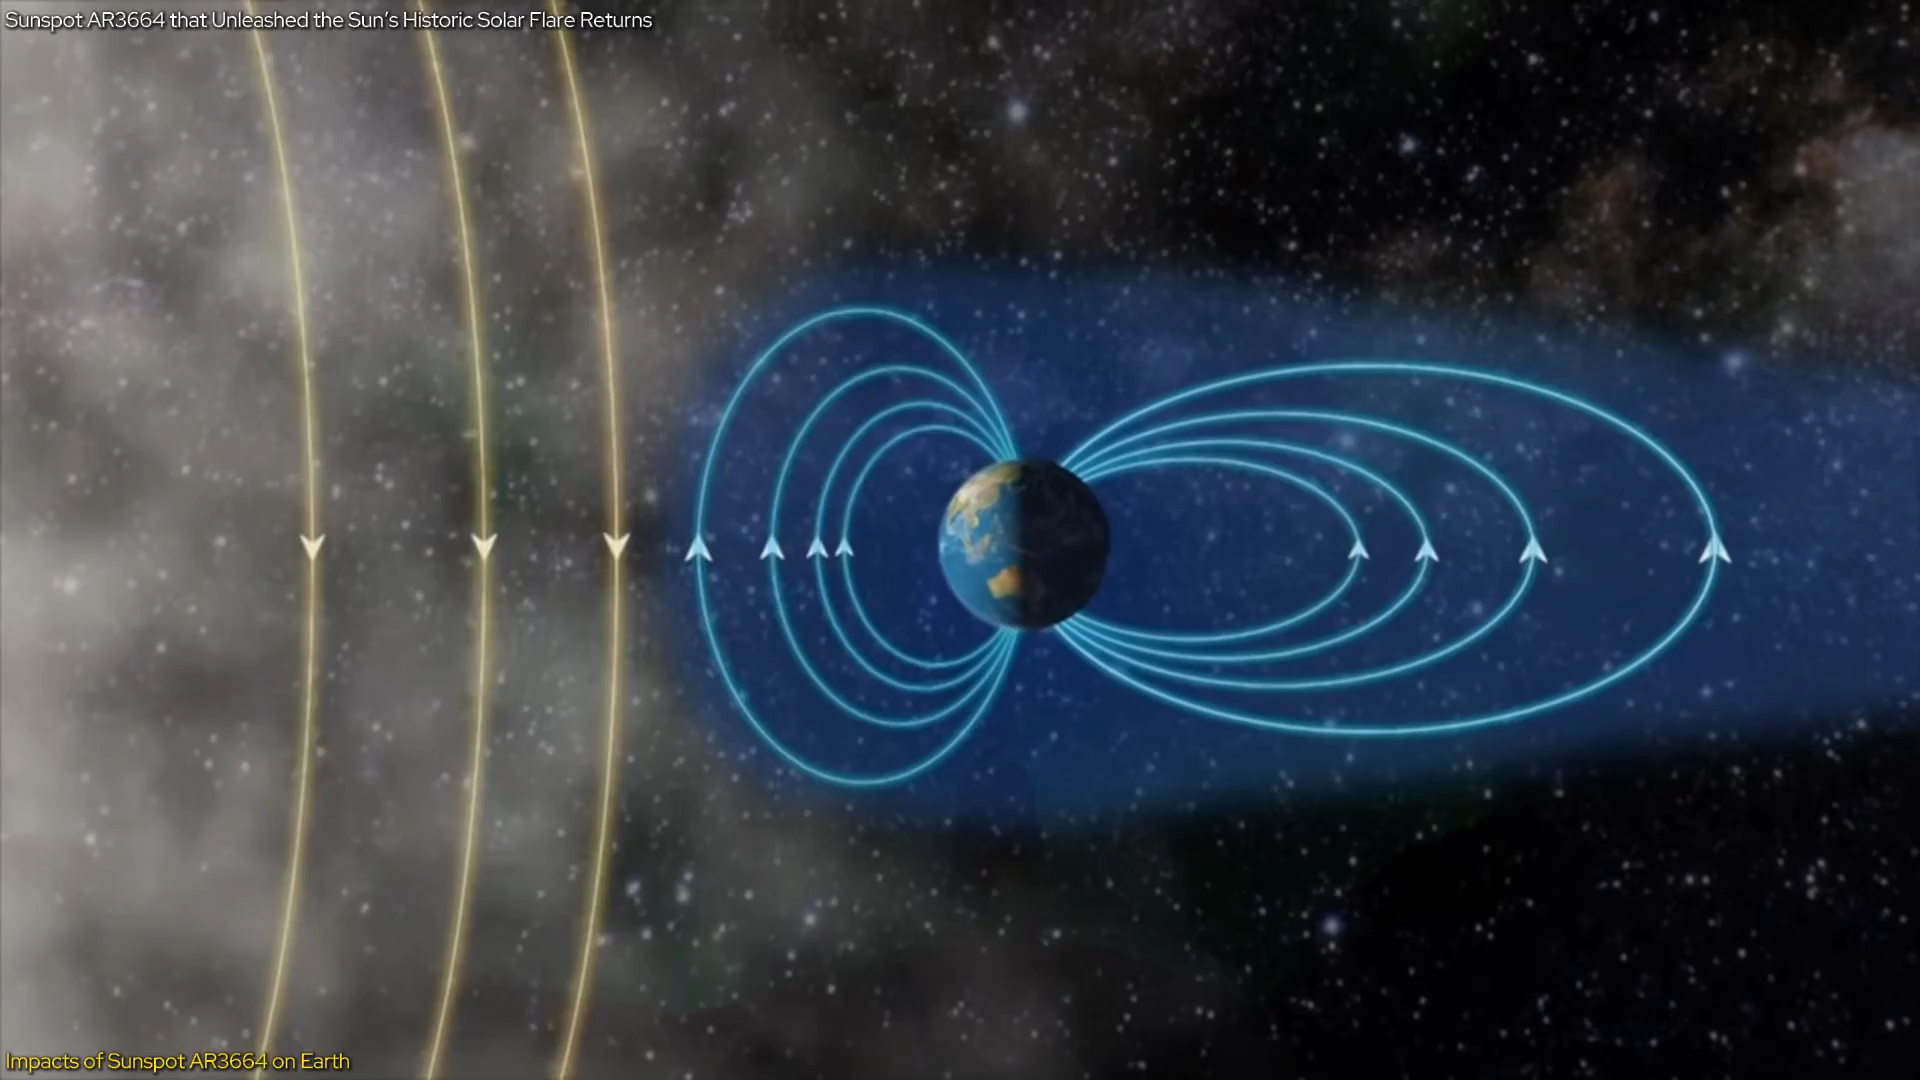 Sunspot AR3664 that Unleashed the Sun’s Historic Solar Flare Returns
Impacts of Sunspot AR3664 on Earth